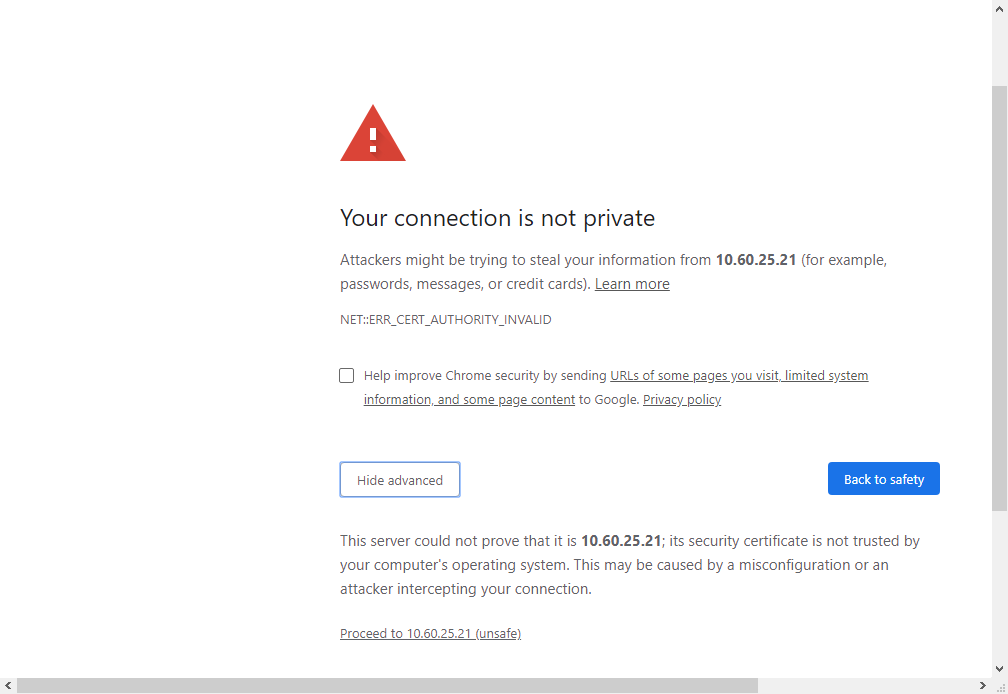 Your connection is not private
Attackers might be trying to steal your information from 10.60.25.21 (for example,
passwords, messages, or credit cards). Learn more
NET::ERR_CERT_AUTHORITY_INVALID
Help improve Chrome security by sending URLs of some pages you visit, limited system
information, and some page content to Google. Privacy policy
Hide advanced
Back to safety
This server could not prove that it is 10.60.25.21; its security certificate is not trusted by
your computer's operating system. This may be caused by a misconfiguration or an
attacker intercepting your connection.
Proceed to 10.60.25.21 (unsafe)